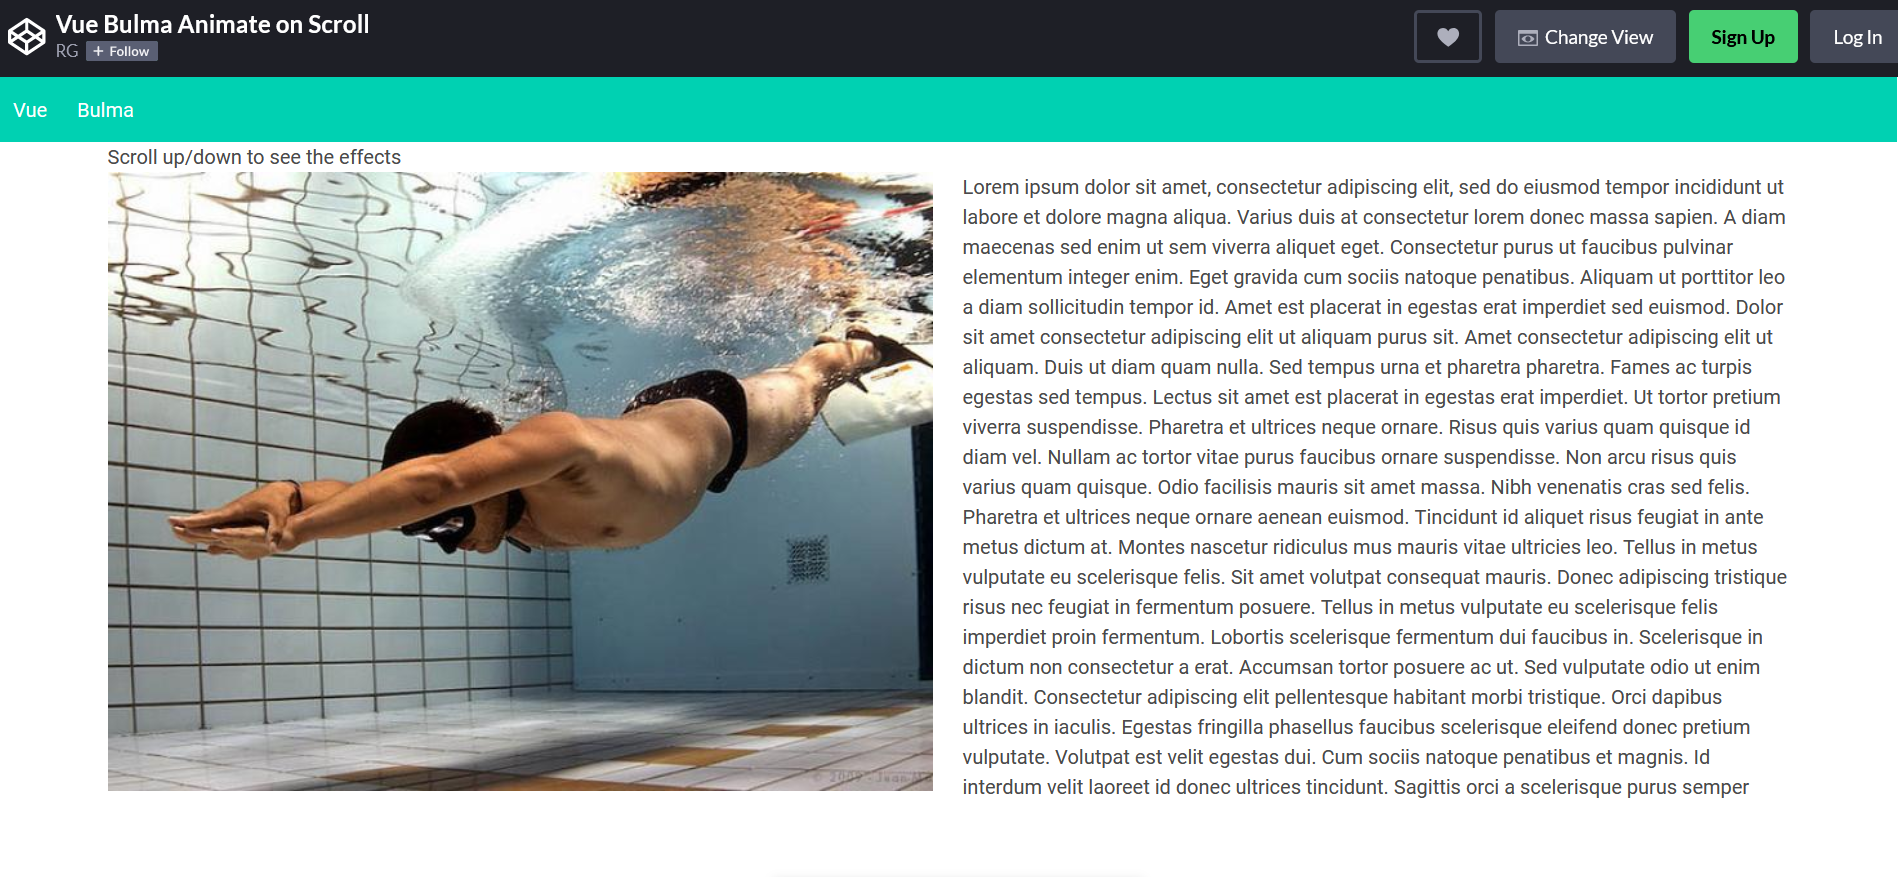 Vue Bulma Animate on Scroll
RG + Follow
Change View
Sign Up
Log In
Vue Bulma
Scroll up/down to see the effects
Lorem ipsum dolor sit amet, consectetur adipiscing elit, sed do eiusmod tempor incididunt ut
labore et dolore magna aliqua. Varius duis at consectetur lorem donec massa sapien. A diam
maecenas sed enim ut sem viverra aliquet eget. Consectetur purus ut faucibus pulvinar
elementum integer enim. Eget gravida cum sociis natoque penatibus. Aliquam ut porttitor leo
a diam sollicitudin tempor id. Amet est placerat in egestas erat imperdiet sed euismod. Dolor
sit amet consectetur adipiscing elit ut aliquam purus sit. Amet consectetur adipiscing elit ut
aliquam. Duis ut diam quam nulla. Sed tempus urna et pharetra pharetra. Fames ac turpis
egestas sed tempus. Lectus sit amet est placerat in egestas erat imperdiet. Ut tortor pretium
viverra suspendisse. Pharetra et ultrices neque ornare. Risus quis varius quam quisque id
diam vel. Nullam ac tortor vitae purus faucibus ornare suspendisse. Non arcu risus quis
varius quam quisque. Odio facilisis mauris sit amet massa. Nibh venenatis cras sed felis.
Pharetra et ultrices neque ornare aenean euismod. Tincidunt id aliquet risus feugiat in ante
metus dictum at. Montes nascetur ridiculus mus mauris vitae ultricies leo. Tellus in metus
vulputate eu scelerisque felis. Sit amet volutpat consequat mauris. Donec adipiscing tristique
risus nec feugiat in fermentum posuere. Tellus in metus vulputate eu scelerisque felis
imperdiet proin fermentum. Lobortis scelerisque fermentum dui faucibus in. Scelerisque in
dictum non consectetur a erat. Accumsan tortor posuere ac ut. Sed vulputate odio ut enim
blandit. Consectetur adipiscing elit pellentesque habitant morbi tristique. Orci dapibus
ultrices in iaculis. Egestas fringilla phasellus faucibus scelerisque eleifend donec pretium
vulputate. Volutpat est velit egestas dui. Cum sociis natoque penatibus et magnis. Id
interdum velit laoreet id donec ultrices tincidunt. Sagittis orci a scelerisque purus semper